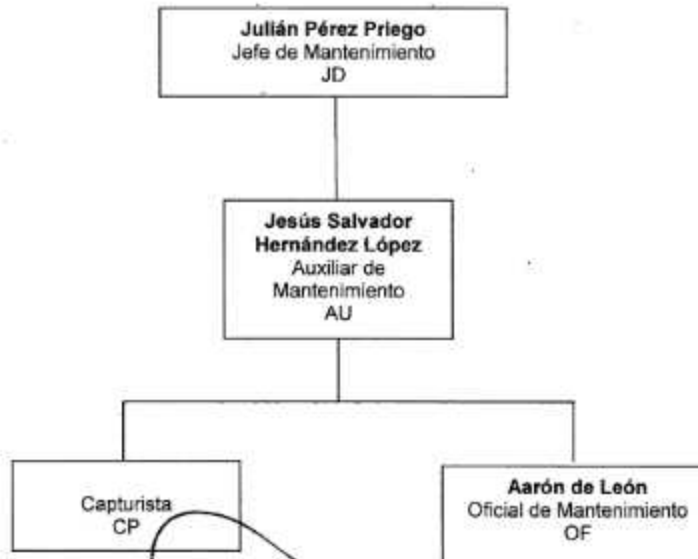 Julián Pérez Priego
Jefe de Mantenimiento
JD
Jesús Salvador
Hernández López
Auxiliar de
Mantenimiento
AU
Capturista
CP
Aarón de León
Oficial de Mantenimiento
OF